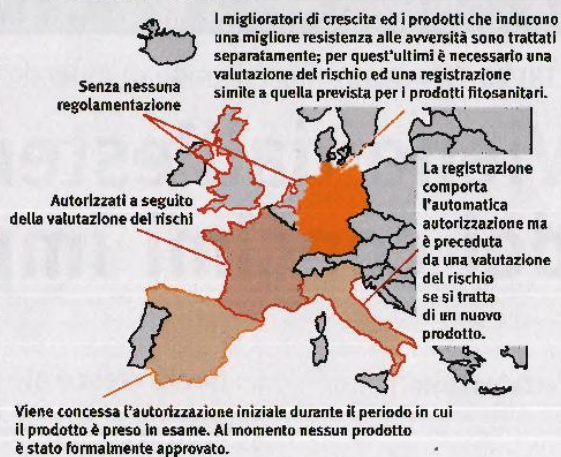 I miglioratori di crescita ed i prodotti che inducono
una migliore resistenza alle avversità sono trattati
separatamente; per quest'ultimi è necessario una
valutazione del rischio ed una registrazione
simile a quella prevista per i prodotti fitosanitari.
Senza nessuna
regolamentazione
Autorizzati a seguito
della valutazione dei rischi
La registrazione
comporta
l'automatica
autorizzazione ma
è preceduta
da una valutazione
del rischio
se si tratta
di un nuovo
prodotto.
Viene concessa l'autorizzazione iniziale durante il periodo in cui
il prodotto è preso in esame. Al momento nessun prodotto
è stato formalmente approvato.